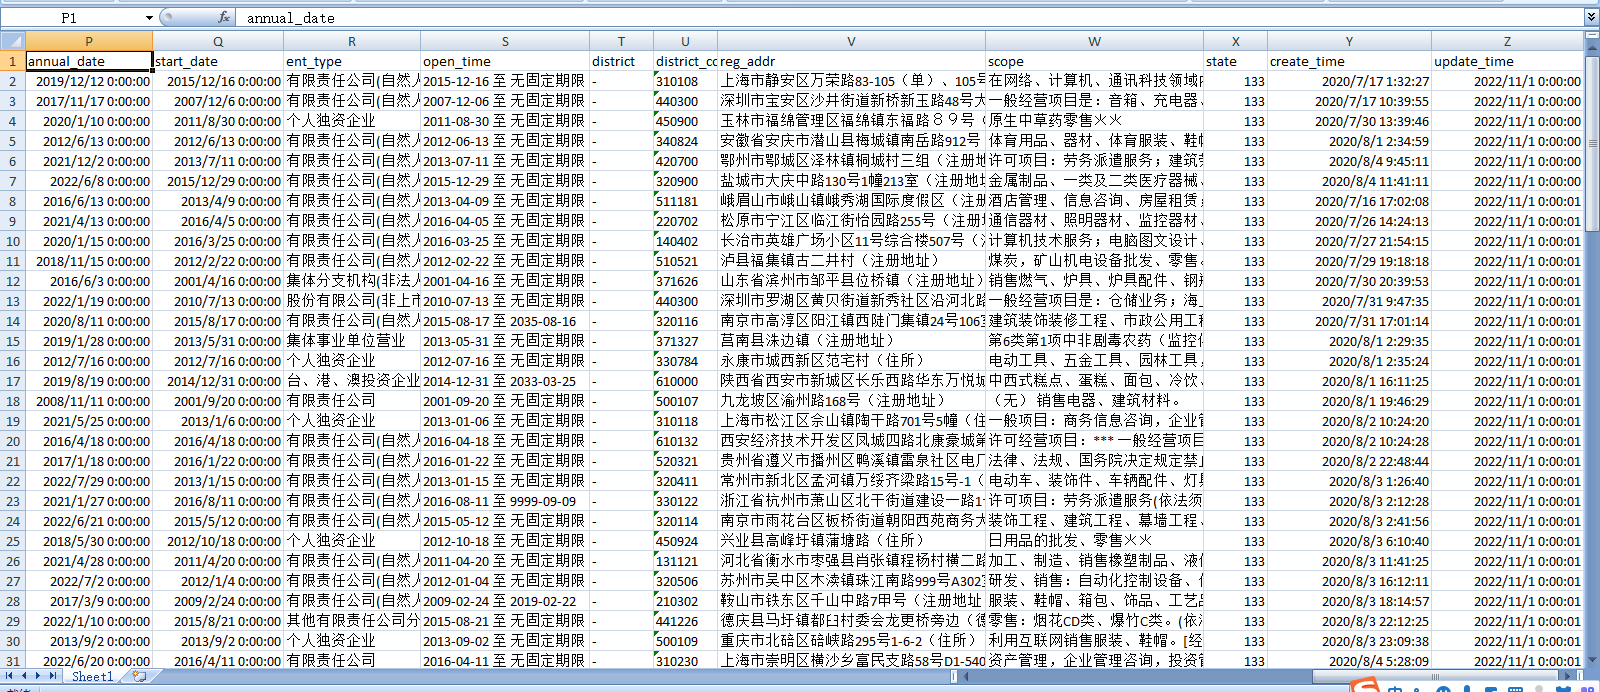 P1 fx annual_date
P Q R S T U V W X Y Z
1 annual_date start_date ent_type open_time district district_co reg_addr scope state create_time update_time
2 2019/12/12 0:00:00 2015/12/16 0:00:00 有限责任公司(自然人 2015-12-16 至 无固定期限 - 310108 上海市静安区万荣路83-105（单）、105号 在网络、计算机、通讯科技领域内 133 2020/7/17 1:32:27 2022/11/1 0:00:00
3 2017/11/17 0:00:00 2007/12/6 0:00:00 有限责任公司(自然人 2007-12-06 至 无固定期限 - 440300 深圳市宝安区沙井街道新桥新玉路48号大 一般经营项目是：音箱、充电器、 133 2020/7/17 10:39:55 2022/11/1 0:00:00
4 2020/1/10 0:00:00 2011/8/30 0:00:00 个人独资企业 2011-08-30 至 无固定期限 - 450900 玉林市福绵管理区福绵镇东福路８９号（ 原生中草药零售火火 133 2020/7/30 13:39:46 2022/11/1 0:00:00
5 2012/6/13 0:00:00 2012/6/13 0:00:00 有限责任公司(自然人 2012-06-13 至 无固定期限 - 340824 安徽省安庆市潜山县梅城镇南岳路912号 体育用品、器材、体育服装、鞋帽 133 2020/8/1 2:34:59 2022/11/1 0:00:00
6 2021/12/2 0:00:00 2013/7/11 0:00:00 有限责任公司(自然人 2013-07-11 至 无固定期限 - 420700 鄂州市鄂城区泽林镇桐城村三组（注册地 许可项目：劳务派遣服务；建筑劳 133 2020/8/4 9:45:11 2022/11/1 0:00:00
7 2022/6/8 0:00:00 2015/12/29 0:00:00 有限责任公司(自然人 2015-12-29 至 无固定期限 - 320900 盐城市大庆中路130号1幢213室（注册地址 金属制品、一类及二类医疗器械、 133 2020/8/4 11:41:11 2022/11/1 0:00:00
8 2016/6/13 0:00:00 2013/4/9 0:00:00 有限责任公司(自然人 2013-04-09 至 无固定期限 - 511181 峨眉山市峨山镇峨秀湖国际度假区（注册 酒店管理、信息咨询、房屋租赁； 133 2020/7/16 17:02:08 2022/11/1 0:00:01
9 2021/4/13 0:00:00 2016/4/5 0:00:00 有限责任公司(自然人 2016-04-05 至 无固定期限 - 220702 松原市宁江区临江街怡园路255号（注册地 通信器材、照明器材、监控器材、 133 2020/7/26 14:24:13 2022/11/1 0:00:01
10 2020/1/15 0:00:00 2016/3/25 0:00:00 有限责任公司(自然人 2016-03-25 至 无固定期限 - 140402 长治市英雄广场小区11号综合楼507号（注 计算机技术服务；电脑图文设计、 133 2020/7/27 21:54:15 2022/11/1 0:00:01
11 2018/11/15 0:00:00 2012/2/22 0:00:00 有限责任公司(自然人 2012-02-22 至 无固定期限 - 510521 泸县福集镇古二井村（注册地址） 煤炭，矿山机电设备批发、零售。 133 2020/7/29 19:18:18 2022/11/1 0:00:01
12 2016/6/3 0:00:00 2001/4/16 0:00:00 集体分支机构(非法人 2001-04-16 至 无固定期限 - 371626 山东省滨州市邹平县位桥镇（注册地址） 销售燃气、炉具、炉具配件、钢瓶 133 2020/7/30 20:39:53 2022/11/1 0:00:01
13 2022/1/19 0:00:00 2010/7/13 0:00:00 股份有限公司(非上市 2010-07-13 至 无固定期限 - 440300 深圳市罗湖区黄贝街道新秀社区沿河北路 一般经营项目是：仓储业务；海上 133 2020/7/31 9:47:35 2022/11/1 0:00:01
14 2020/8/11 0:00:00 2015/8/17 0:00:00 有限责任公司(自然人 2015-08-17 至 2035-08-16 - 320116 南京市高淳区阳江镇西陡门集镇24号106室 建筑装饰装修工程、市政公用工程 133 2020/7/31 17:01:14 2022/11/1 0:00:01
15 2019/1/28 0:00:00 2013/5/31 0:00:00 集体事业单位营业 2013-05-31 至 无固定期限 - 371327 莒南县洙边镇（注册地址） 第6类第1项中非剧毒农药（监控化 133 2020/8/1 2:29:35 2022/11/1 0:00:01
16 2012/7/16 0:00:00 2012/7/16 0:00:00 个人独资企业 2012-07-16 至 无固定期限 - 330784 永康市城西新区范宅村（住所） 电动工具、五金工具、园林工具， 133 2020/8/1 2:35:24 2022/11/1 0:00:01
17 2019/8/19 0:00:00 2014/12/31 0:00:00 台、港、澳投资企业 2014-12-31 至 2033-03-25 - 610000 陕西省西安市新城区长乐西路华东万悦城 中西式糕点、蛋糕、面包、冷饮、 133 2020/8/1 16:11:25 2022/11/1 0:00:01
18 2008/11/11 0:00:00 2001/9/20 0:00:00 有限责任公司 2001-09-20 至 无固定期限 - 500107 九龙坡区渝州路168号（注册地址） （无） 销售电器、建筑材料。 133 2020/8/1 19:46:29 2022/11/1 0:00:01
19 2021/5/25 0:00:00 2013/1/6 0:00:00 个人独资企业 2013-01-06 至 无固定期限 - 310118 上海市松江区佘山镇陶干路701号5幢（住 一般项目：商务信息咨询，企业管 133 2020/8/2 10:24:20 2022/11/1 0:00:01
20 2016/4/18 0:00:00 2016/4/18 0:00:00 有限责任公司(自然人 2016-04-18 至 无固定期限 - 610132 西安经济技术开发区凤城四路北康豪城第 许可经营项目：*** 一般经营项目 133 2020/8/2 10:24:28 2022/11/1 0:00:01
21 2017/1/18 0:00:00 2016/1/22 0:00:00 有限责任公司(自然人 2016-01-22 至 无固定期限 - 520321 贵州省遵义市播州区鸭溪镇雷泉社区电厂 法律、法规、国务院决定规定禁止 133 2020/8/2 22:48:44 2022/11/1 0:00:01
22 2022/7/29 0:00:00 2013/1/15 0:00:00 有限责任公司(自然人 2013-01-15 至 无固定期限 - 320411 常州市新北区孟河镇万绥齐梁路15号-1（ 电动车、装饰件、车辆配件、灯具 133 2020/8/3 1:26:40 2022/11/1 0:00:01
23 2021/1/27 0:00:00 2016/8/11 0:00:00 有限责任公司(自然人 2016-08-11 至 9999-09-09 - 330122 浙江省杭州市萧山区北干街道建设一路1 许可项目：劳务派遣服务(依法须 133 2020/8/3 2:12:28 2022/11/1 0:00:01
24 2022/6/21 0:00:00 2015/5/12 0:00:00 有限责任公司(自然人 2015-05-12 至 无固定期限 - 320114 南京市雨花台区板桥街道朝阳西苑商务大 装饰工程、建筑工程、幕墙工程、 133 2020/8/3 2:41:56 2022/11/1 0:00:01
25 2018/5/30 0:00:00 2012/10/18 0:00:00 个人独资企业 2012-10-18 至 无固定期限 - 450924 兴业县高峰圩镇蒲塘路（住所） 日用品的批发、零售火火 133 2020/8/3 6:10:40 2022/11/1 0:00:01
26 2021/4/28 0:00:00 2011/4/20 0:00:00 有限责任公司(自然人 2011-04-20 至 无固定期限 - 131121 河北省衡水市枣强县肖张镇程杨村横二路 加工、制造、销售橡塑制品、液体 133 2020/8/3 11:41:25 2022/11/1 0:00:01
27 2022/7/2 0:00:00 2012/1/4 0:00:00 有限责任公司(自然人 2012-01-04 至 无固定期限 - 320506 苏州市吴中区木渎镇珠江南路999号A302室 研发、销售：自动化控制设备、仪 133 2020/8/3 16:12:11 2022/11/1 0:00:01
28 2017/3/9 0:00:00 2009/2/24 0:00:00 有限责任公司(自然人 2009-02-24 至 2019-02-22 - 210302 鞍山市铁东区千山中路7甲号（注册地址 服装、鞋帽、箱包、饰品、工艺品 133 2020/8/3 18:14:57 2022/11/1 0:00:01
29 2022/1/10 0:00:00 2015/8/21 0:00:00 其他有限责任公司分 2015-08-21 至 无固定期限 - 441226 德庆县马圩镇都臼村委会龙更桥旁边（德 零售：烟花CD类、爆竹C类。(依法 133 2020/8/3 22:12:25 2022/11/1 0:00:01
30 2013/9/2 0:00:00 2013/9/2 0:00:00 个人独资企业 2013-09-02 至 无固定期限 - 500109 重庆市北碚区碚峡路295号1-6-2（住所） 利用互联网销售服装、鞋帽。[经 133 2020/8/3 23:09:38 2022/11/1 0:00:01
31 2022/6/20 0:00:00 2016/4/11 0:00:00 有限责任公司 2016-04-11 至 无固定期限 - 310230 上海市崇明区横沙乡富民支路58号D1-540 资产管理，企业管理咨询，投资管 133 2020/8/4 5:28:09 2022/11/1 0:00:01
Sheet1